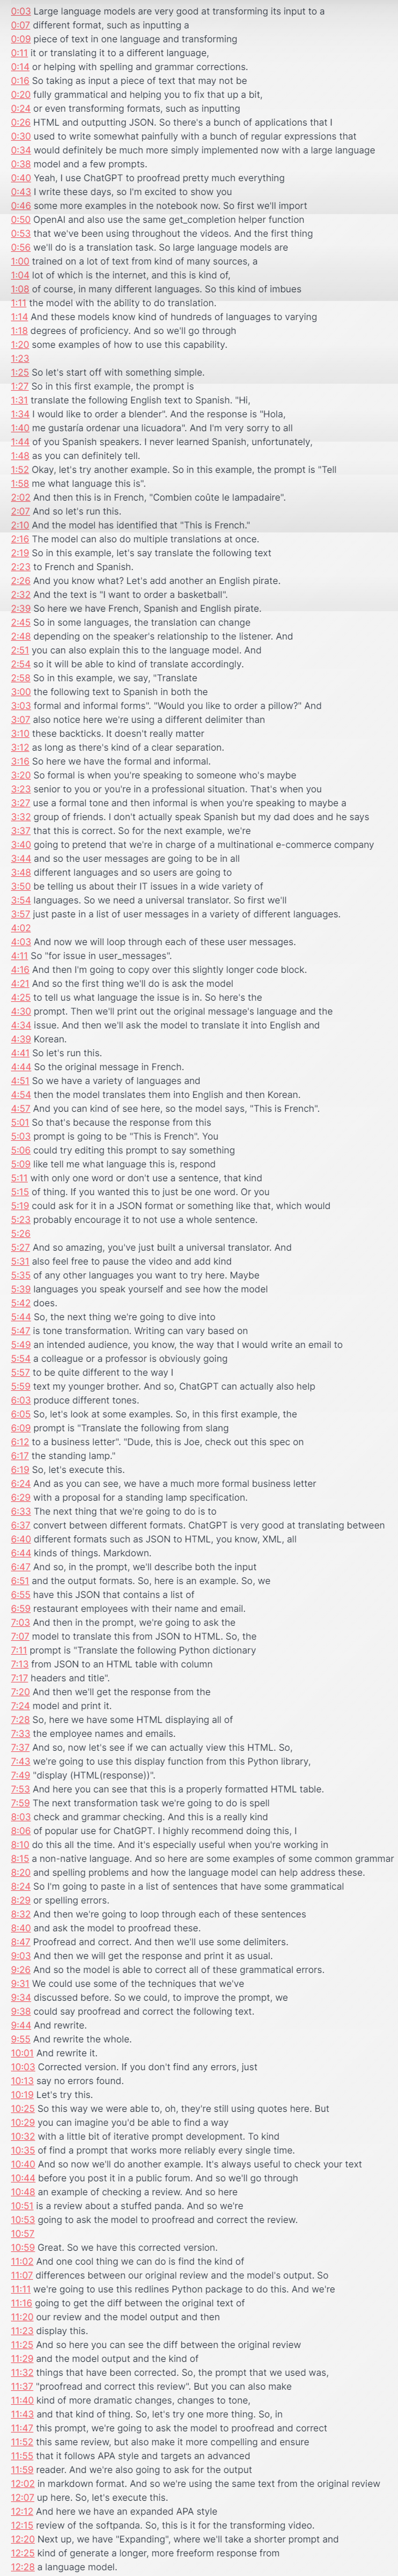 0:03 Large language models are very good at transforming its input to a
0:07 different format, such as inputting a
0:09 piece of text in one language and transforming
0:11 it or translating it to a different language,
0:14 or helping with spelling and grammar corrections.
0:16 So taking as input a piece of text that may not be
0:20 fully grammatical and helping you to fix that up a bit,
0:24 or even transforming formats, such as inputting
0:26 HTML and outputting JSON. So there's a bunch of applications that I
0:30 used to write somewhat painfully with a bunch of regular expressions that
0:34 would definitely be much more simply implemented now with a large language
0:38 model and a few prompts.
0:40 Yeah, I use ChatGPT to proofread pretty much everything
0:43 I write these days, so I'm excited to show you
0:46 some more examples in the notebook now. So first we'll import
0:50 OpenAI and also use the same get_completion helper function
0:53 that we've been using throughout the videos. And the first thing
0:56 we'll do is a translation task. So large language models are
1:00 trained on a lot of text from kind of many sources, a
1:04 lot of which is the internet, and this is kind of,
1:08 of course, in many different languages. So this kind of imbues
1:11 the model with the ability to do translation.
1:14 And these models know kind of hundreds of languages to varying
1:18 degrees of proficiency. And so we'll go through
1:20 some examples of how to use this capability.
1:23
1:25 So let's start off with something simple.
1:27 So in this first example, the prompt is
1:31 translate the following English text to Spanish. "Hi,
1:34 I would like to order a blender". And the response is "Hola,
1:40 me gustaría ordenar una licuadora". And I'm very sorry to all
1:44 of you Spanish speakers. I never learned Spanish, unfortunately,
1:48 as you can definitely tell.
1:52 Okay, let's try another example. So in this example, the prompt is "Tell
1:58 me what language this is".
2:02 And then this is in French, "Combien coûte le lampadaire".
2:07 And so let's run this.
2:10 And the model has identified that "This is French."
2:16 The model can also do multiple translations at once.
2:19 So in this example, let's say translate the following text
2:23 to French and Spanish.
2:26 And you know what? Let's add another an English pirate.
2:32 And the text is "I want to order a basketball".
2:39 So here we have French, Spanish and English pirate.
2:45 So in some languages, the translation can change
2:48 depending on the speaker's relationship to the listener. And
2:51 you can also explain this to the language model. And
2:54 so it will be able to kind of translate accordingly.
2:58 So in this example, we say, "Translate
3:00 the following text to Spanish in both the
3:03 formal and informal forms". "Would you like to order a pillow?" And
3:07 also notice here we're using a different delimiter than
3:10 these backticks. It doesn't really matter
3:12 as long as there's kind of a clear separation.
3:16 So here we have the formal and informal.
3:20 So formal is when you're speaking to someone who's maybe
3:23 senior to you or you're in a professional situation. That's when you
3:27 use a formal tone and then informal is when you're speaking to maybe a
3:32 group of friends. I don't actually speak Spanish but my dad does and he says
3:37 that this is correct. So for the next example, we're
3:40 going to pretend that we're in charge of a multinational e-commerce company
3:44 and so the user messages are going to be in all
3:48 different languages and so users are going to
3:50 be telling us about their IT issues in a wide variety of
3:54 languages. So we need a universal translator. So first we'll
3:57 just paste in a list of user messages in a variety of different languages.
4:02
4:03 And now we will loop through each of these user messages.
4:11 So "for issue in user_messages".
4:16 And then I'm going to copy over this slightly longer code block.
4:21 And so the first thing we'll do is ask the model
4:25 to tell us what language the issue is in. So here's the
4:30 prompt. Then we'll print out the original message's language and the
4:34 issue. And then we'll ask the model to translate it into English and
4:39 Korean.
4:41 So let's run this.
4:44 So the original message in French.
4:51 So we have a variety of languages and
4:54 then the model translates them into English and then Korean.
4:57 And you can kind of see here, so the model says, "This is French".
5:01 So that's because the response from this
5:03 prompt is going to be "This is French". You
5:06 could try editing this prompt to say something
5:09 like tell me what language this is, respond
5:11 with only one word or don't use a sentence, that kind
5:15 of thing. If you wanted this to just be one word. Or you
5:19 could ask for it in a JSON format or something like that, which would
5:23 probably encourage it to not use a whole sentence.
5:26
5:27 And so amazing, you've just built a universal translator. And
5:31 also feel free to pause the video and add kind
5:35 of any other languages you want to try here. Maybe
5:39 languages you speak yourself and see how the model
5:42 does.
5:44 So, the next thing we're going to dive into
5:47 is tone transformation. Writing can vary based on
5:49 an intended audience, you know, the way that I would write an email to
5:54 a colleague or a professor is obviously going
5:57 to be quite different to the way I
5:59 text my younger brother. And so, ChatGPT can actually also help
6:03 produce different tones.
6:05 So, let's look at some examples. So, in this first example, the
6:09 prompt is "Translate the following from slang
6:12 to a business letter". "Dude, this is Joe, check out this spec on
6:17 the standing lamp."
6:19 So, let's execute this.
6:24 And as you can see, we have a much more formal business letter
6:29 with a proposal for a standing lamp specification.
6:33 The next thing that we're going to do is to
6:37 convert between different formats. ChatGPT is very good at translating between
6:40 different formats such as JSON to HTML, you know, XML, all
6:44 kinds of things. Markdown.
6:47 And so, in the prompt, we'll describe both the input
6:51 and the output formats. So, here is an example. So, we
6:55 have this JSON that contains a list of
6:59 restaurant employees with their name and email.
7:03 And then in the prompt, we're going to ask the
7:07 model to translate this from JSON to HTML. So, the
7:11 prompt is "Translate the following Python dictionary
7:13 from JSON to an HTML table with column
7:17 headers and title".
7:20 And then we'll get the response from the
7:24 model and print it.
7:28 So, here we have some HTML displaying all of
7:33 the employee names and emails.
7:37 And so, now let's see if we can actually view this HTML. So,
7:43 we're going to use this display function from this Python library,
7:49 "display (HTML(response))".
7:53 And here you can see that this is a properly formatted HTML table.
7:59 The next transformation task we're going to do is spell
8:03 check and grammar checking. And this is a really kind
8:06 of popular use for ChatGPT. I highly recommend doing this, I
8:10 do this all the time. And it's especially useful when you're working in
8:15 a non-native language. And so here are some examples of some common grammar
8:20 and spelling problems and how the language model can help address these.
8:24 So I'm going to paste in a list of sentences that have some grammatical
8:29 or spelling errors.
8:32 And then we're going to loop through each of these sentences
8:40 and ask the model to proofread these.
8:47 Proofread and correct. And then we'll use some delimiters.
9:03 And then we will get the response and print it as usual.
9:26 And so the model is able to correct all of these grammatical errors.
9:31 We could use some of the techniques that we've
9:34 discussed before. So we could, to improve the prompt, we
9:38 could say proofread and correct the following text.
9:44 And rewrite.
9:55 And rewrite the whole.
10:01 And rewrite it.
10:03 Corrected version. If you don't find any errors, just
10:13 say no errors found.
10:19 Let's try this.
10:25 So this way we were able to, oh, they're still using quotes here. But
10:29 you can imagine you'd be able to find a way
10:32 with a little bit of iterative prompt development. To kind
10:35 of find a prompt that works more reliably every single time.
10:40 And so now we'll do another example. It's always useful to check your text
10:44 before you post it in a public forum. And so we'll go through
10:48 an example of checking a review. And so here
10:51 is a review about a stuffed panda. And so we're
10:53 going to ask the model to proofread and correct the review.
10:57
10:59 Great. So we have this corrected version.
11:02 And one cool thing we can do is find the kind of
11:07 differences between our original review and the model's output. So
11:11 we're going to use this redlines Python package to do this. And we're
11:16 going to get the diff between the original text of
11:20 our review and the model output and then
11:23 display this.
11:25 And so here you can see the diff between the original review
11:29 and the model output and the kind of
11:32 things that have been corrected. So, the prompt that we used was,
11:37 "proofread and correct this review". But you can also make
11:40 kind of more dramatic changes, changes to tone,
11:43 and that kind of thing. So, let's try one more thing. So, in
11:47 this prompt, we're going to ask the model to proofread and correct
11:52 this same review, but also make it more compelling and ensure
11:55 that it follows APA style and targets an advanced
11:59 reader. And we're also going to ask for the output
12:02 in markdown format. And so we're using the same text from the original review
12:07 up here. So, let's execute this.
12:12 And here we have an expanded APA style
12:15 review of the softpanda. So, this is it for the transforming video.
12:20 Next up, we have "Expanding", where we'll take a shorter prompt and
12:25 kind of generate a longer, more freeform response from
12:28 a language model.